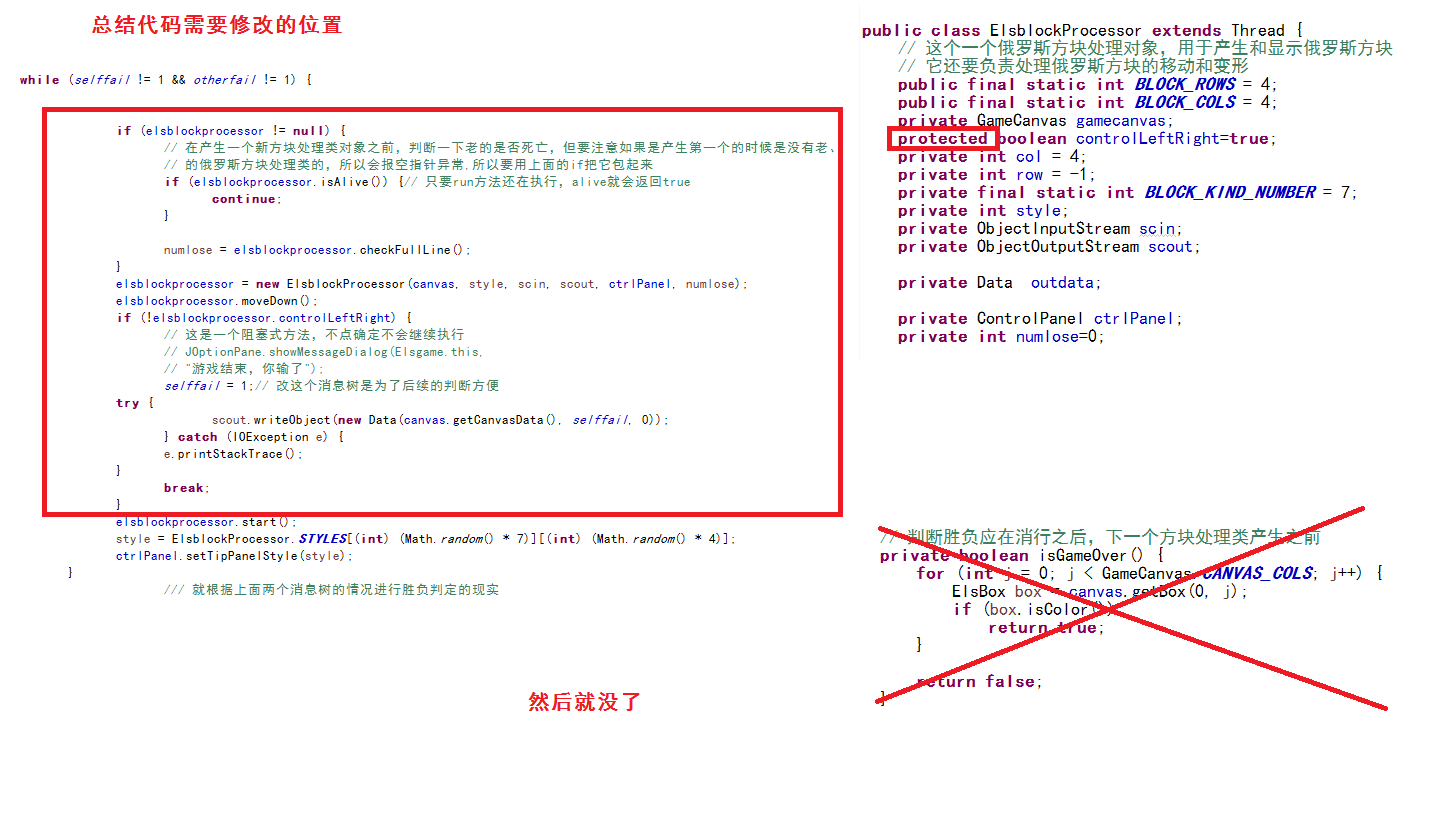 总结代码需要修改的位置
while (selffail != 1 && otherfail != 1) {
if (elsblockprocessor != null) {
// 在产生一个新方块处理类对象之前，判断一下老的是否死亡，但要注意如果是产生第一个的时候是没有老、
// 的俄罗斯方块处理类的，所以会报空指针异常,所以要用上面的if把它包起来
if (elsblockprocessor.isAlive()) {// 只要run方法还在执行，alive就会返回true
continue;
}
numlose = elsblockprocessor.checkFullLine();
}
elsblockprocessor = new ElsblockProcessor(canvas, style, scin, scout, ctrlPanel, numlose);
elsblockprocessor.moveDown();
if (!elsblockprocessor.controlLeftRight) {
// 这是一个阻塞式方法，不点确定不会继续执行
// JOptionPane.showMessageDialog(Elsgame.this,
// "游戏结束，你输了");
selffail = 1;// 改这个消息树是为了后续的判断方便
try {
scout.writeObject(new Data(canvas.getCanvasData(), selffail, 0));
} catch (IOException e) {
e.printStackTrace();
}
break;
}
elsblockprocessor.start();
style = ElsblockProcessor.STYLES[(int) (Math.random() * 7)][(int) (Math.random() * 4)];
ctrlPanel.setTipPanelStyle(style);
}
/// 就根据上面两个消息树的情况进行胜负判定的现实
然后就没了
public class ElsblockProcessor extends Thread {
// 这个一个俄罗斯方块处理对象，用于产生和显示俄罗斯方块
// 它还要负责处理俄罗斯方块的移动和变形
public final static int BLOCK_ROWS = 4;
public final static int BLOCK_COLS = 4;
private GameCanvas gamecanvas;
protected boolean controlLeftRight=true;
private int col = 4;
private int row = -1;
private final static int BLOCK_KIND_NUMBER = 7;
private int style;
private ObjectInputStream scin;
private ObjectOutputStream scout;
private Data outdata;
private ControlPanel ctrlPanel;
private int numlose=0;
// 判断胜负应在消行之后，下一个方块处理类产生之前
private boolean isGameOver() {
for (int j = 0; j < GameCanvas.CANVAS_COLS; j++) {
ElsBox box = canvas.getBox(0, j);
if (box.isColor())
return true;
}
return false;
}